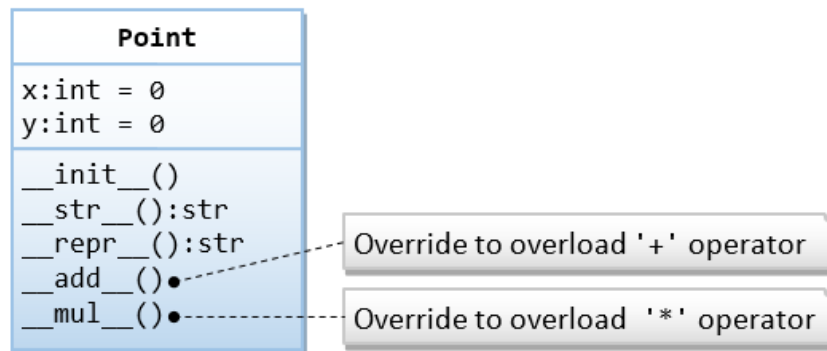 Point
x:int = 0
y:int = 0
__init__()
__str__():str
__repr__():str
__add__()
Override to overload '+' operator
__mul__()
Override to overload '*' operator